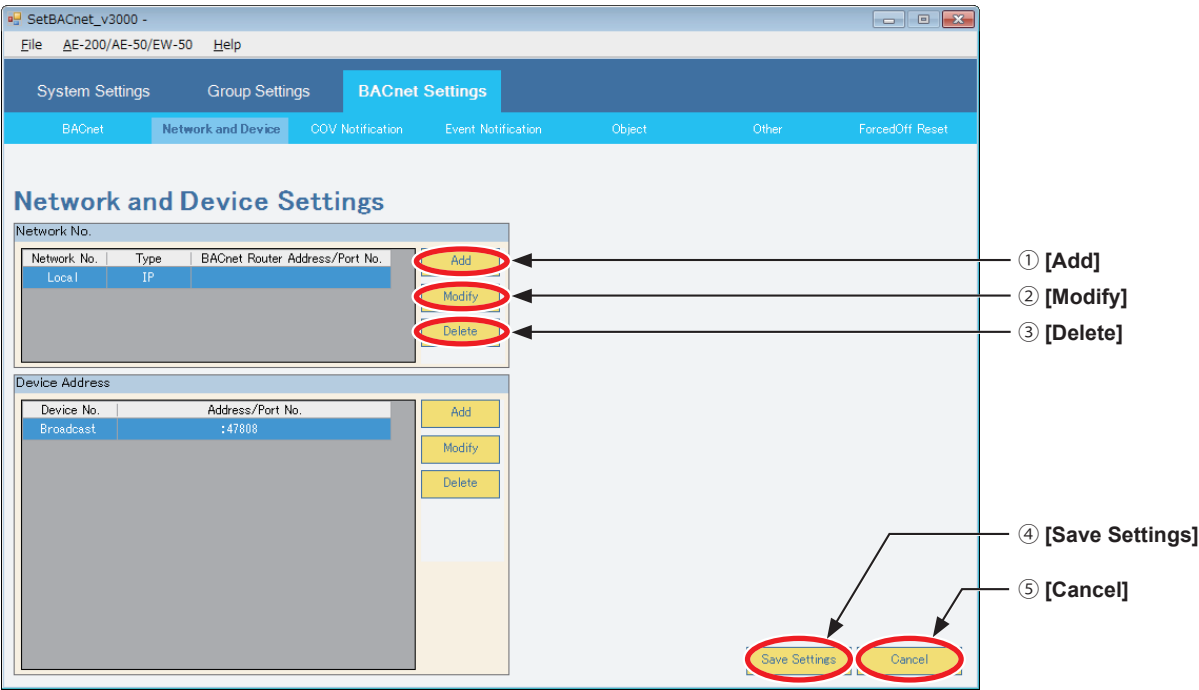 SetBACnet_v3000 -
File AE-200/AE-50/EW-50 Help
System Settings Group Settings BACnet Settings
BACnet Network and Device COV Notification Event Notification Object Other ForcedOff Reset
Network and Device Settings
Network No.
Network No. Type BACnet Router Address/Port No.
Local IP
Add
Modify
Delete
① [Add]
② [Modify]
③ [Delete]
Device Address
Device No. Address/Port No.
Broadcast :47808
Add
Modify
Delete
④ [Save Settings]
⑤ [Cancel]
Save Settings Cancel